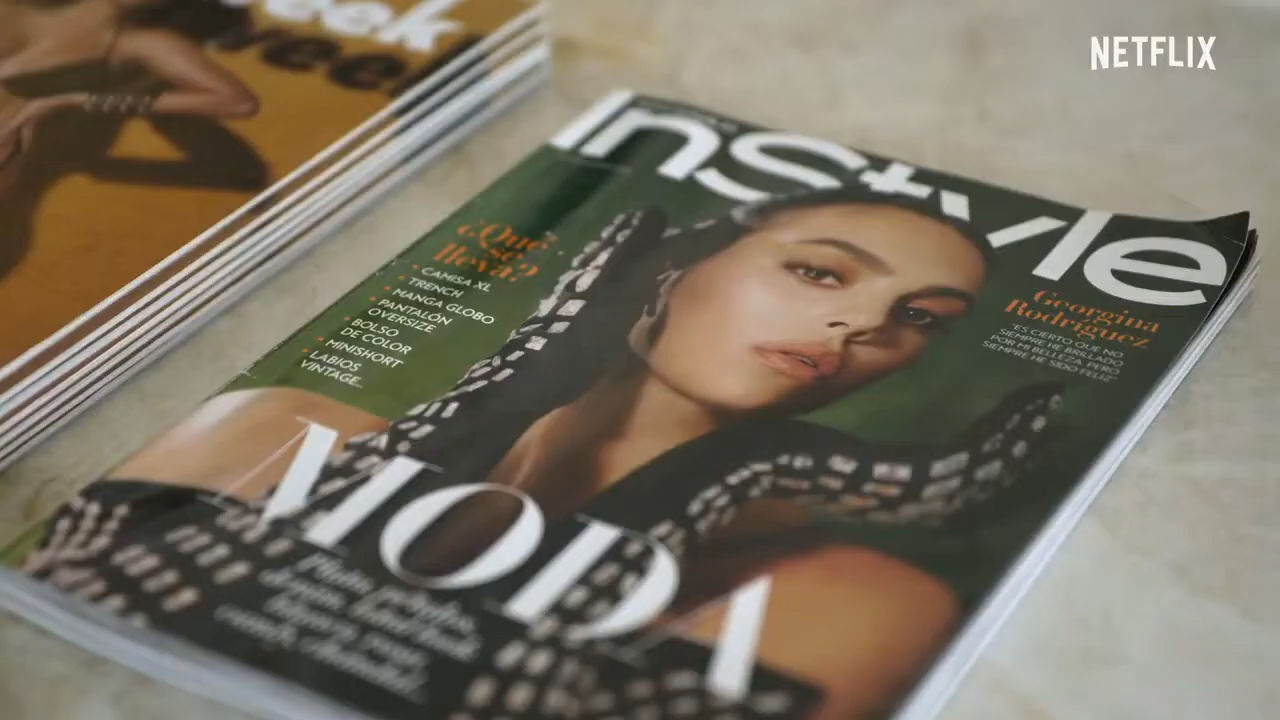 NETFLIX
InStyle
¿Qué
se
lleva?
• CAMISA XL
TRENCH
• MANGA GLOBO
PANTALÓN
OVERSIZE
• BOLSO
DE COLOR
• MINISHORT
• LABIOS
VINTAGE...
Georgina
Rodríguez
"ES CIERTO QUE NO
SIEMPRE HE BRILLADO
POR MI BELLEZA, PERO
SIEMPRE HE SIDO FELIZ"
MODA